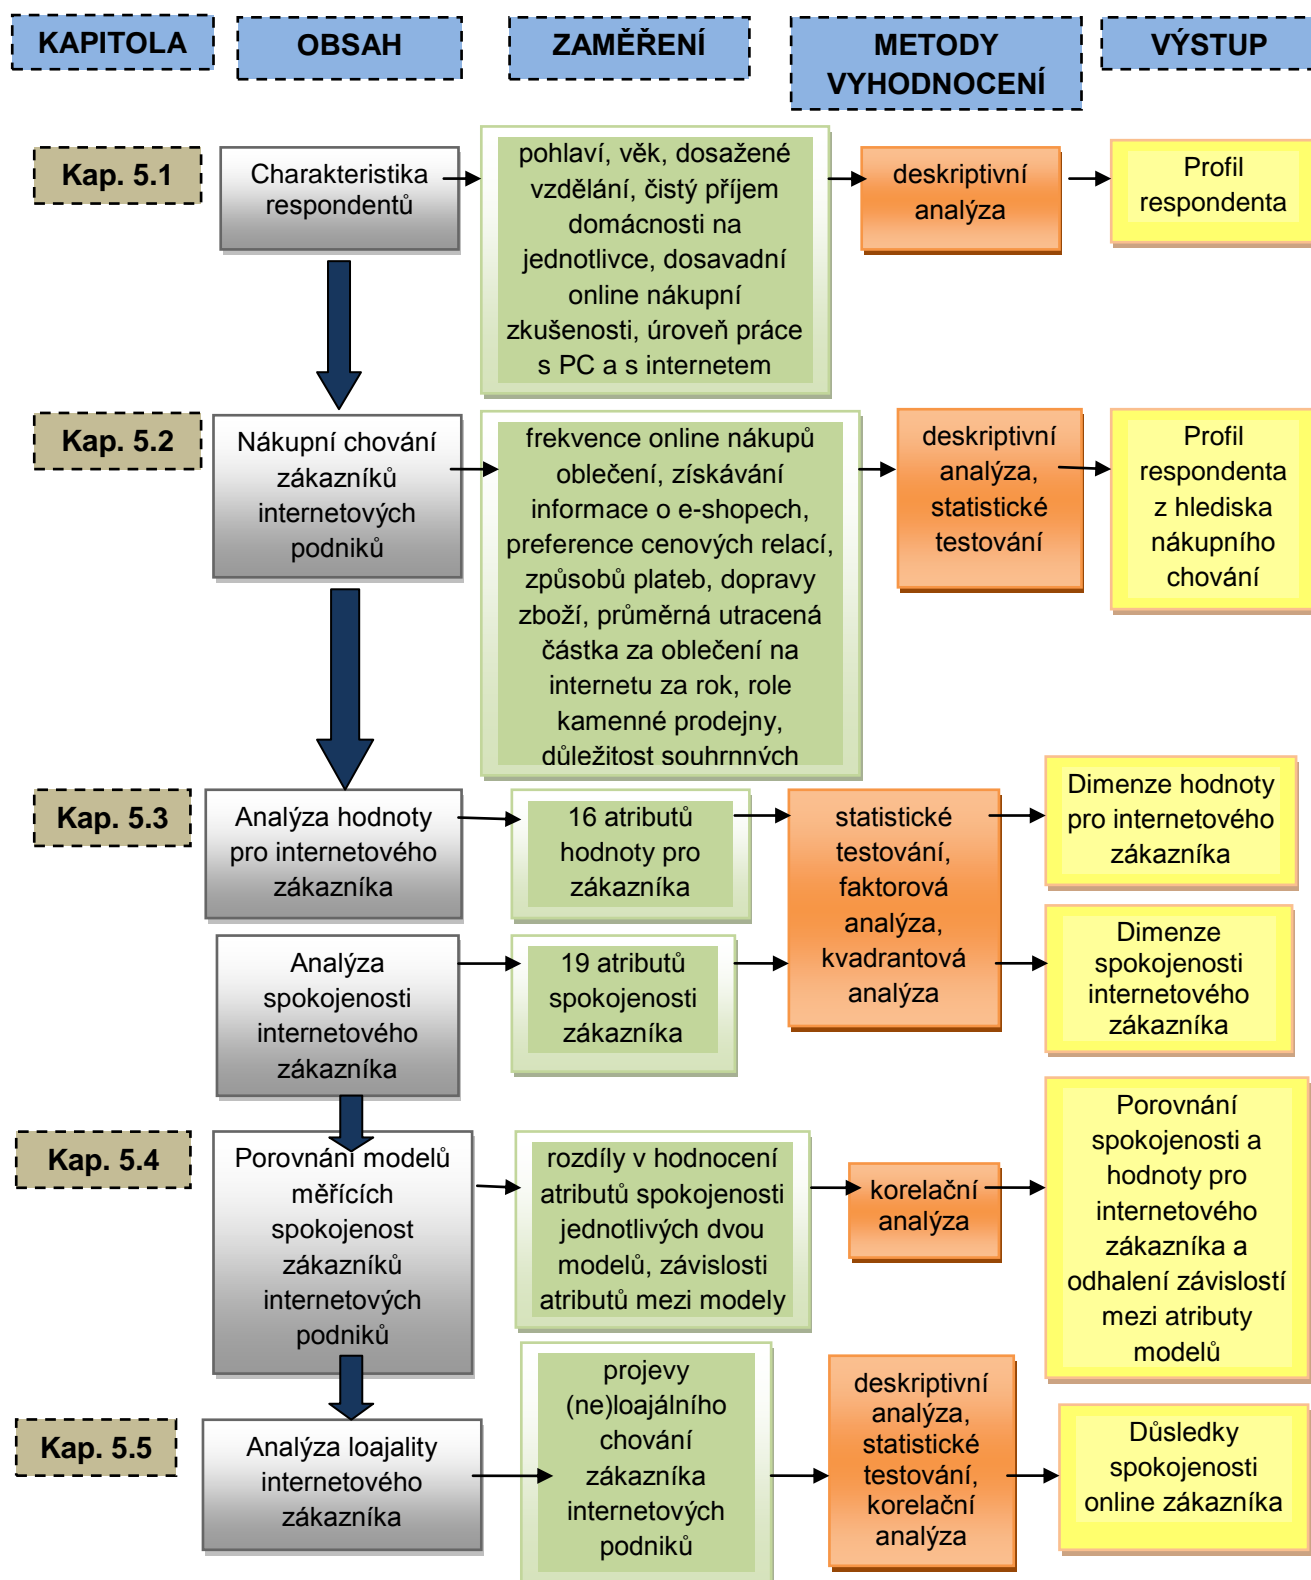 KAPITOLA
OBSAH
ZAMĚŘENÍ
METODY
VYHODNOCENÍ
VÝSTUP
Kap. 5.1
Charakteristika
respondentů
pohlaví, věk, dosažené
vzdělání, čistý příjem
domácnosti na
jednotlivce, dosavadní
online nákupní
zkušenosti, úroveň práce
s PC a s internetem
deskriptivní
analýza
Profil
respondenta
Kap. 5.2
Nákupní chování
zákazníků
internetových
podniků
frekvence online nákupů
oblečení, získávání
informace o e-shopech,
preference cenových relací,
způsobů plateb, dopravy
zboží, průměrná utracená
částka za oblečení na
internetu za rok, role
kamenné prodejny,
důležitost souhrnných
deskriptivní
analýza,
statistické
testování
Profil
respondenta
z hlediska
nákupního
chování
Kap. 5.3
Analýza hodnoty
pro internetového
zákazníka
16 atributů
hodnoty pro
zákazníka
statistické
testování,
faktorová
analýza,
kvadrantová
analýza
Dimenze hodnoty
pro internetového
zákazníka
Analýza
spokojenosti
internetového
zákazníka
19 atributů
spokojenosti
zákazníka
Dimenze
spokojenosti
internetového
zákazníka
Kap. 5.4
Porovnání modelů
měřících
spokojenost
zákazníků
internetových
podniků
rozdíly v hodnocení
atributů spokojenosti
jednotlivých dvou
modelů, závislosti
atributů mezi modely
korelační
analýza
Porovnání
spokojenosti a
hodnoty pro
internetového
zákazníka a
odhalení závislostí
mezi atributy
modelů
Kap. 5.5
Analýza loajality
internetového
zákazníka
projevy
(ne)loajálního
chování
zákazníka
internetových
podniků
deskriptivní
analýza,
statistické
testování,
korelační
analýza
Důsledky
spokojenosti
online zákazníka